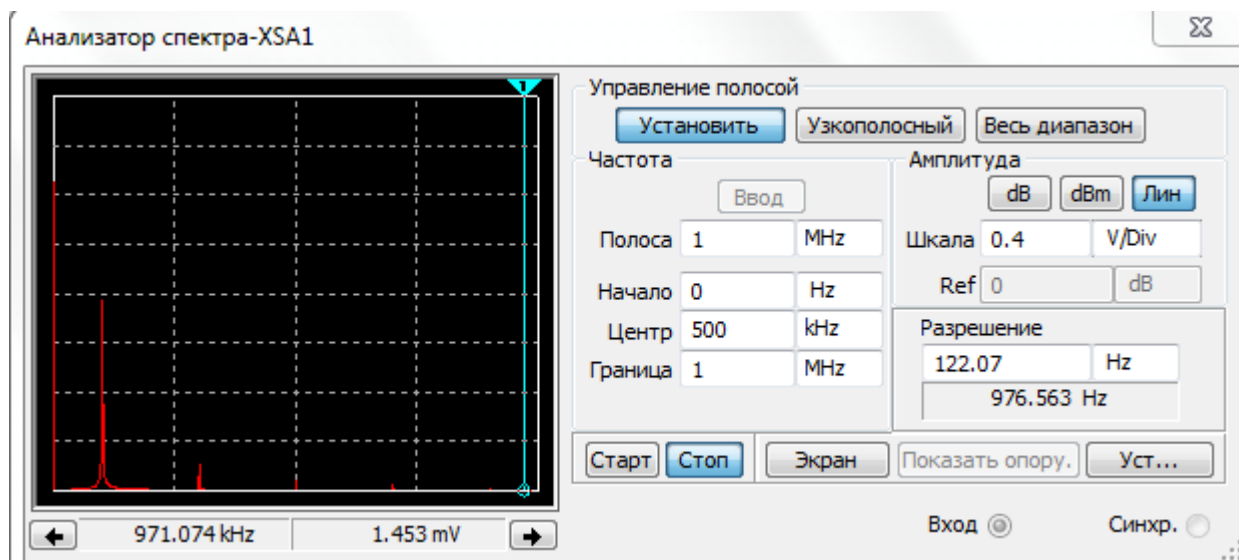 Анализатор спектра-XSA1
1
Управление полосой
Установить Узкополосный Весь диапазон
Частота
Ввод
Полоса 1 MHz
Начало 0 Hz
Центр 500 kHz
Граница 1 MHz
Амплитуда
dB dBm Лин
Шкала 0.4 V/Div
Ref 0 dB
Разрешение
122.07 Hz
976.563 Hz
Старт Стоп Экран Показать опору. Уст...
971.074 kHz 1.453 mV
Вход Синхр.